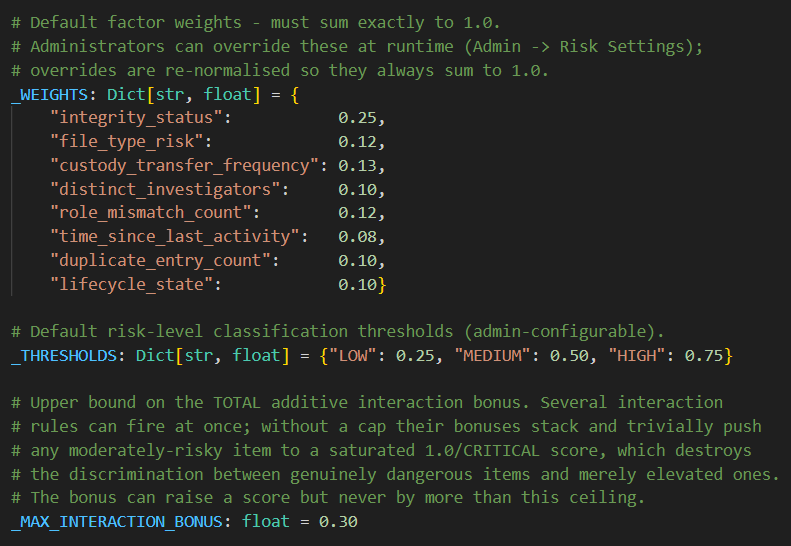 # Default factor weights - must sum exactly to 1.0.
# Administrators can override these at runtime (Admin -> Risk Settings);
# overrides are re-normalised so they always sum to 1.0.
_WEIGHTS: Dict[str, float] = {
    "integrity_status":           0.25,
    "file_type_risk":             0.12,
    "custody_transfer_frequency": 0.13,
    "distinct_investigators":     0.10,
    "role_mismatch_count":        0.12,
    "time_since_last_activity":   0.08,
    "duplicate_entry_count":      0.10,
    "lifecycle_state":            0.10}
# Default risk-level classification thresholds (admin-configurable).
_THRESHOLDS: Dict[str, float] = {"LOW": 0.25, "MEDIUM": 0.50, "HIGH": 0.75}
# Upper bound on the TOTAL additive interaction bonus. Several interaction
# rules can fire at once; without a cap their bonuses stack and trivially push
# any moderately-risky item to a saturated 1.0/CRITICAL score, which destroys
# the discrimination between genuinely dangerous items and merely elevated ones.
# The bonus can raise a score but never by more than this ceiling.
_MAX_INTERACTION_BONUS: float = 0.30